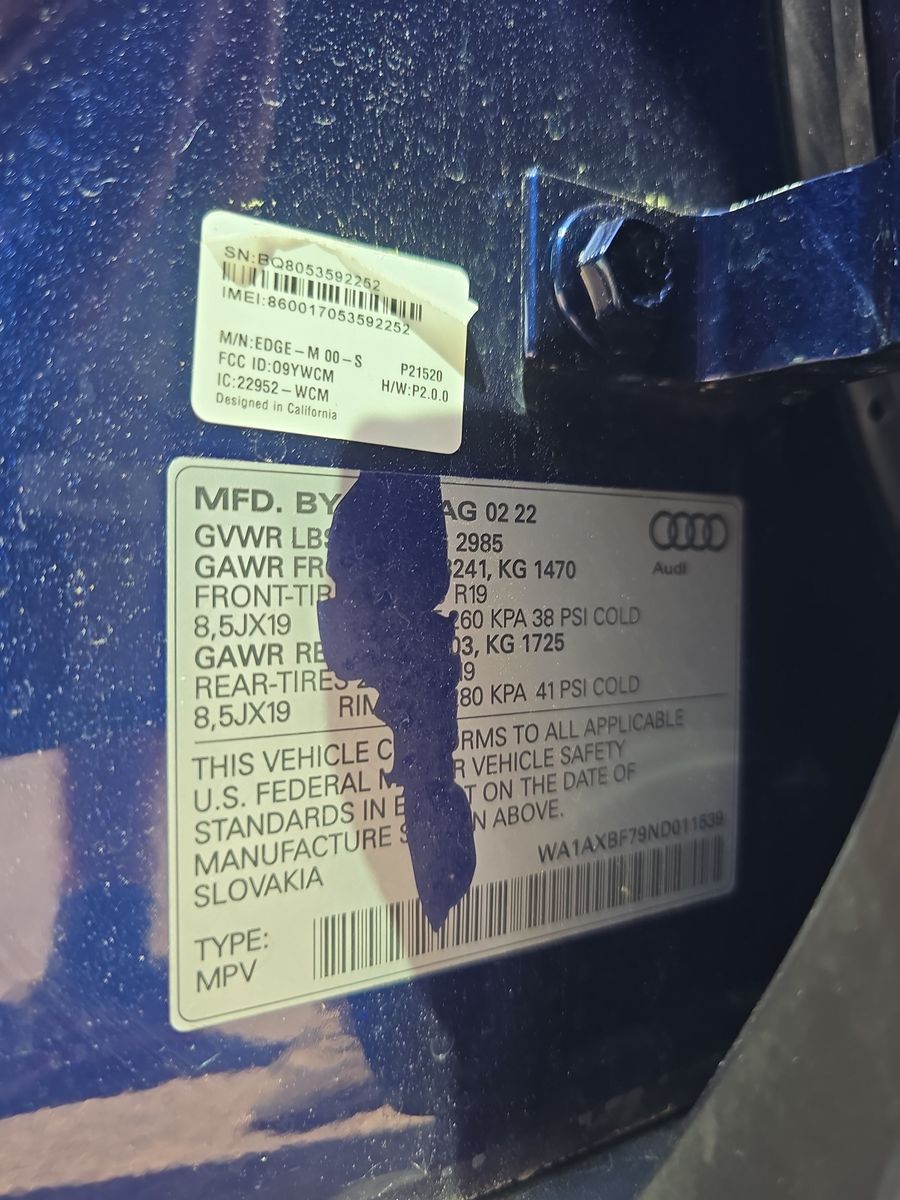 SN:BQ8053592252
IMEI:860017053592252
M/N:EDGE-M 00-S
FCC ID:O9YWCM
P21520
IC:22952-WCM
H/W:P2.0.0
Designed in California
MFD. BY AG 02 22
GVWR LBS 2985
GAWR FR 241, KG 1470
Audi
FRONT-TIR R19
8,5JX19 260 KPA 38 PSI COLD
GAWR RE 03, KG 1725
REAR-TIRES 9
8,5JX19 RIM 80 KPA 41 PSI COLD
THIS VEHICLE C RMS TO ALL APPLICABLE
U.S. FEDERAL M R VEHICLE SAFETY
STANDARDS IN E T ON THE DATE OF
MANUFACTURE S N ABOVE.
WA1AXBF79ND011539
SLOVAKIA
TYPE:
MPV